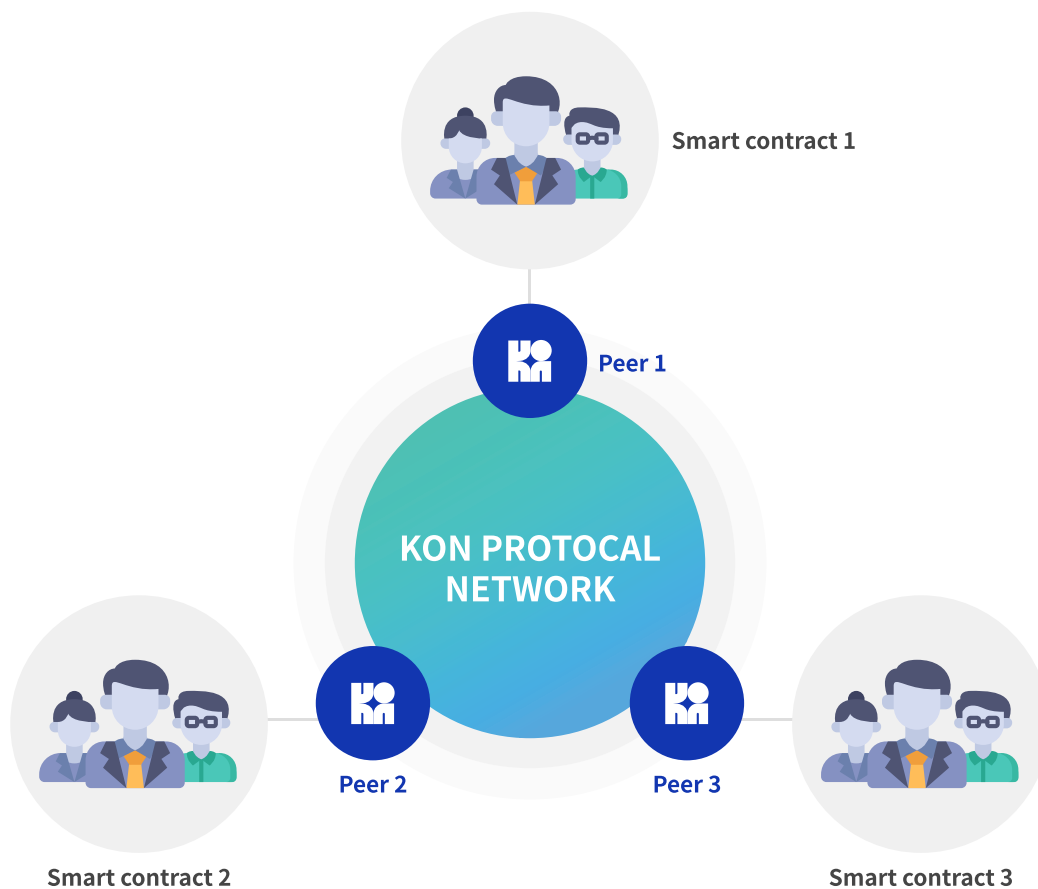 Smart contract 1
Peer 1
KON PROTOCAL
NETWORK
Peer 2
Peer 3
Smart contract 2
Smart contract 3